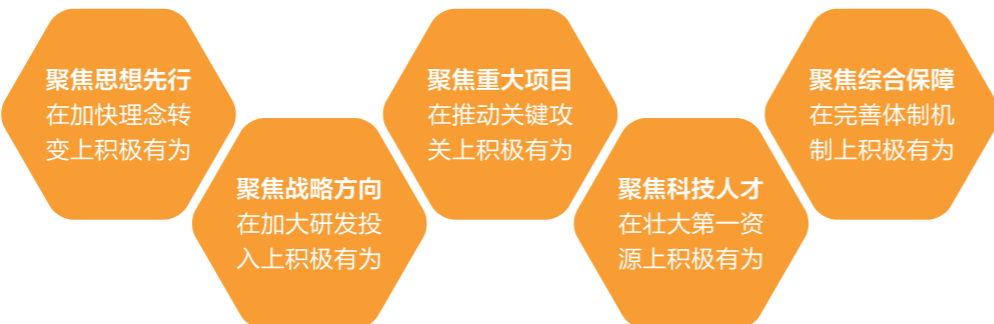 聚焦思想先行
在加快理念转
变上积极有为
聚焦战略方向
在加大研发投
入上积极有为
聚焦重大项目
在推动关键攻
关上积极有为
聚焦科技人才
在壮大第一资
源上积极有为
聚焦综合保障
在完善体制机
制上积极有为